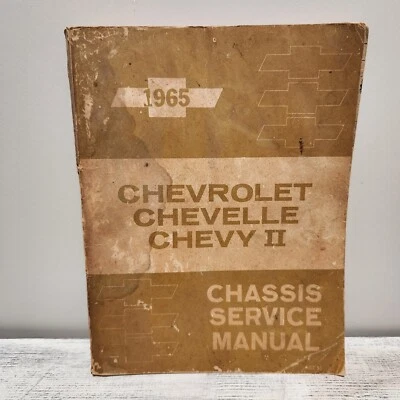 1965
CHEVROLET
CHEVELLE
CHEVY II
CHASSIS
SERVICE
MANUAL